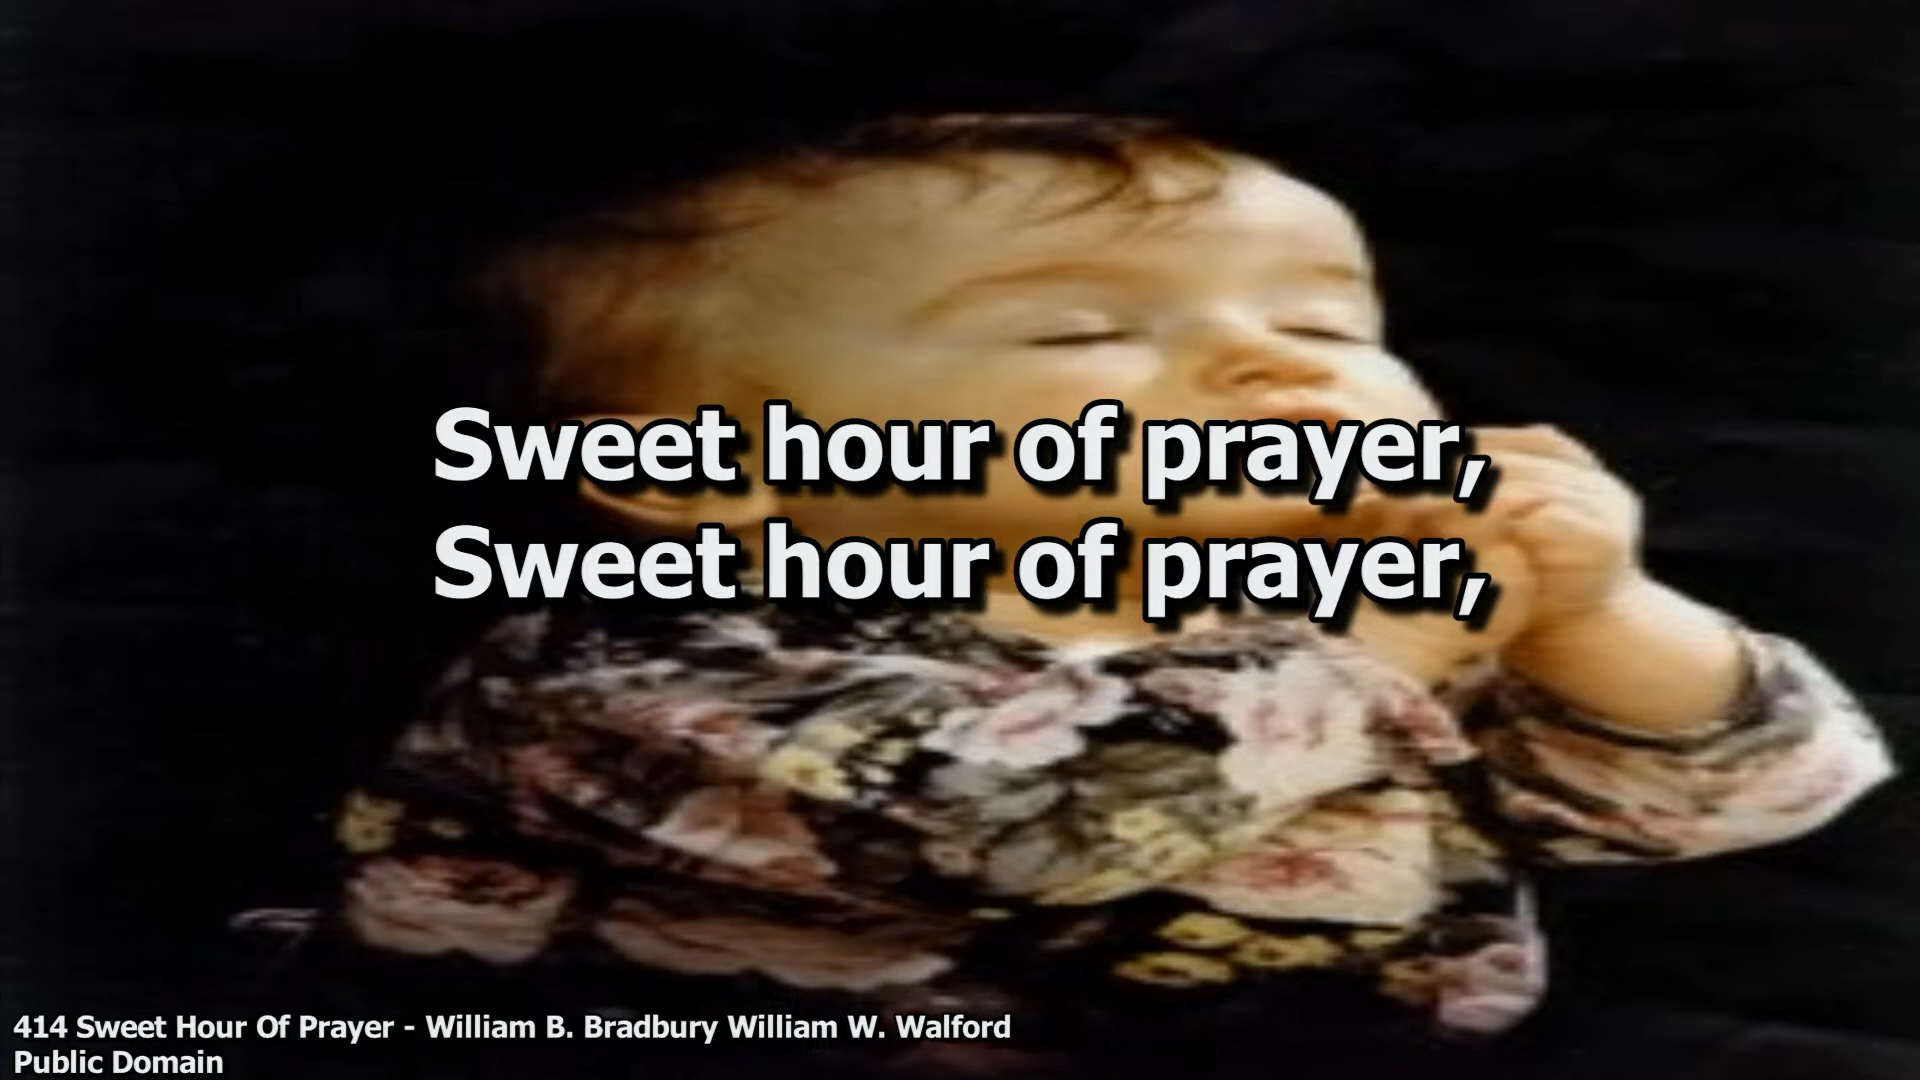 Sweet hour of prayer,
Sweet hour of prayer,
414 Sweet Hour Of Prayer - William B. Bradbury William W. Walford
Public Domain